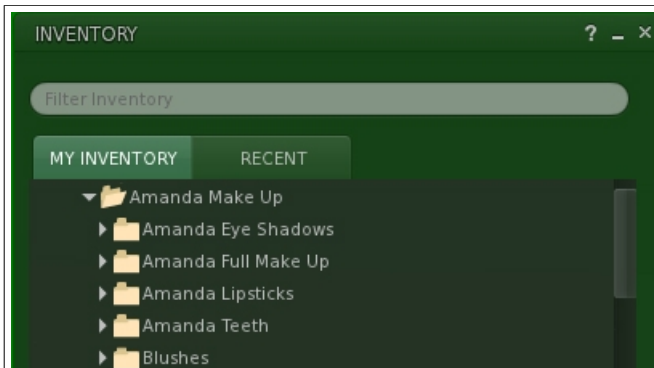 INVENTORY ? _ ×
Filter Inventory
MY INVENTORY RECENT
Amanda Make Up
Amanda Eye Shadows
Amanda Full Make Up
Amanda Lipsticks
Amanda Teeth
Blushes